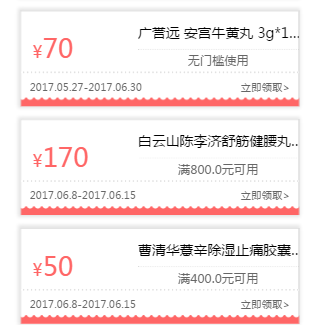 ¥70
广菅远 安宫牛黄丸 3g*1...
无门槛使用
2017.05.27-2017.06.30
立即领取>
¥170
白云山陈李济舒筋健腰丸...
满800.0元可用
2017.06.8-2017.06.15
立即领取>
¥50
曹清华薏辛除湿止痛胶囊...
满400.0元可用
2017.06.8-2017.06.15
立即领取>